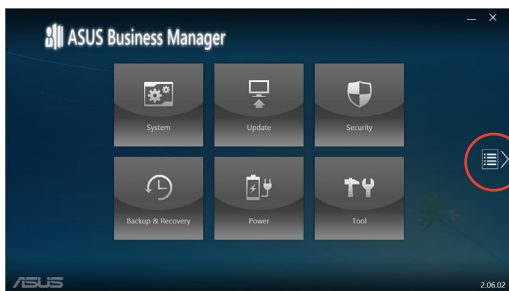 ASUS Business Manager
System
Update
Security
Backup & Recovery
Power
Tool
ASUS
2.06.02